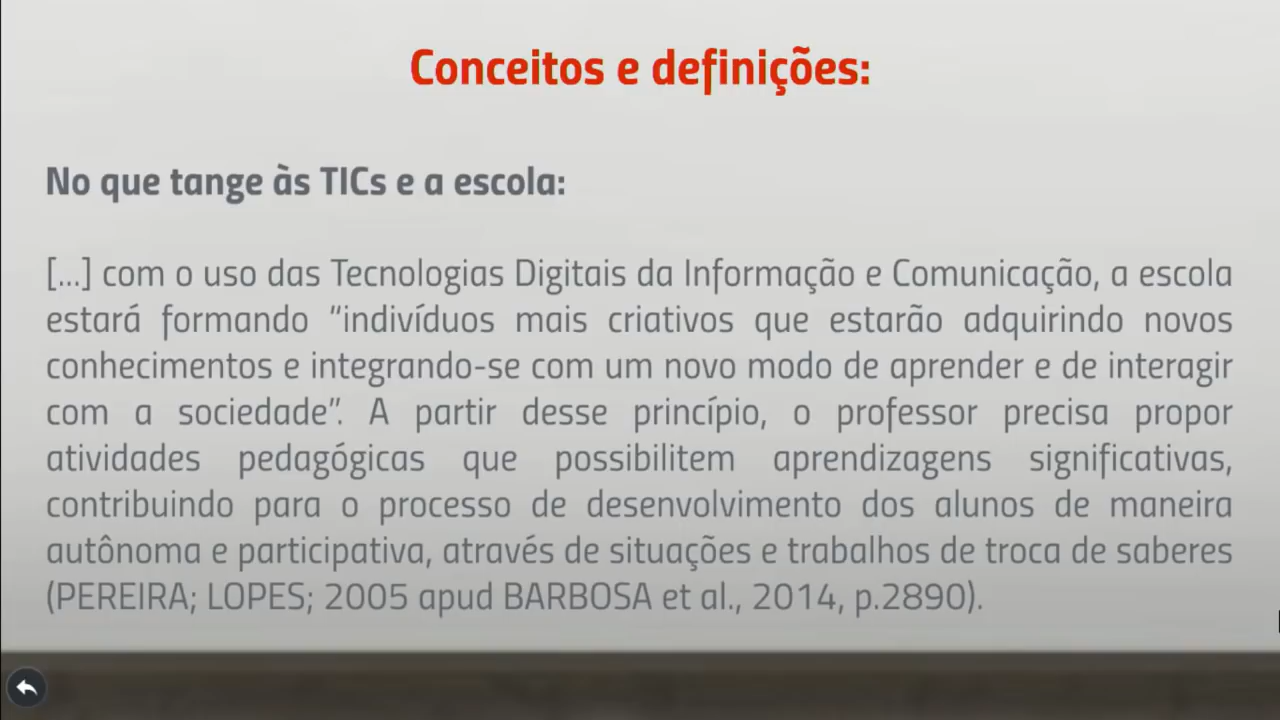 Conceitos e definições:
No que tange às TICs e a escola:
[...] com o uso das Tecnologias Digitais da Informação e Comunicação, a escola
estará formando “indivíduos mais criativos que estarão adquirindo novos
conhecimentos e integrando-se com um novo modo de aprender e de interagir
com a sociedade”. A partir desse princípio, o professor precisa propor
atividades pedagógicas que possibilitem aprendizagens significativas,
contribuindo para o processo de desenvolvimento dos alunos de maneira
autônoma e participativa, através de situações e trabalhos de troca de saberes
(PEREIRA; LOPES; 2005 apud BARBOSA et al., 2014, p.2890).